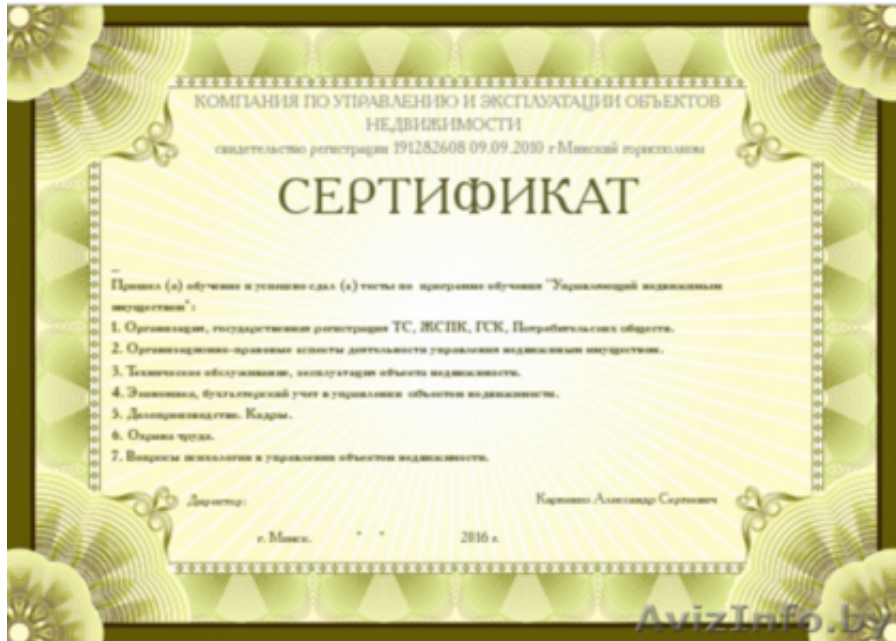 КОМПАНИЯ ПО УПРАВЛЕНИЮ И ЭКСПЛУАТАЦИИ ОБЪЕКТОВ
НЕДВИЖИМОСТИ
свидетельство регистрации 191282608 09.09.2010 г Минский горисполком
СЕРТИФИКАТ
Прошел (а) обучение и успешно сдал (а) тесты по программе обучения "Управляющий недвижимым
имуществом":
1. Организация, государственная регистрация ТС, ЖСПК, ГСК, Потребительских обществ.
2. Организационно-правовые аспекты деятельности управления недвижимым имуществом.
3. Техническое обслуживание, эксплуатация объекта недвижимости.
4. Экономика, бухгалтерский учет в управлении объектом недвижимости.
5. Делопроизводство. Кадры.
6. Охрана труда.
7. Вопросы психологии в управлении объектом недвижимости.
Директор: Карпенко Александр Сергеевич
г. Минск. " " 2016 г.
AvizInfo.by